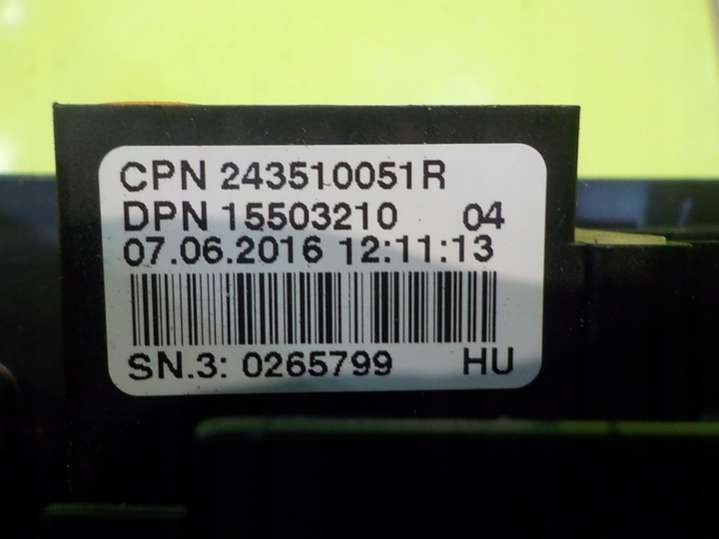 CPN 243510051R
DPN 15503210 04
07.06.2016 12:11:13
SN.3: 0265799 HU